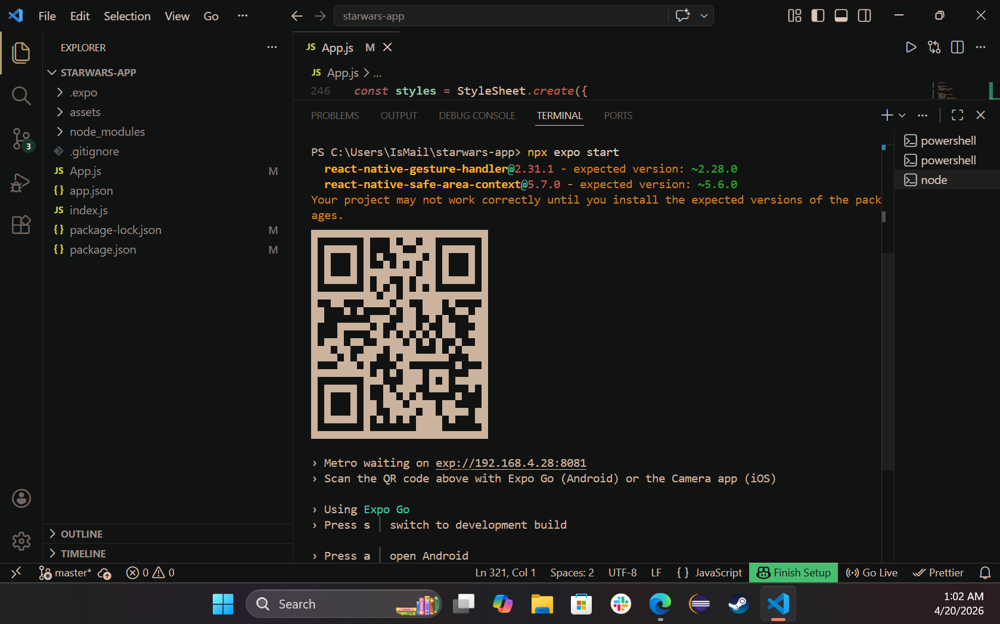 File Edit Selection View Go ··· starwars-app
EXPLORER ···
STARWARS-APP
.expo
assets
node_modules
.gitignore
JS App.js M
{} app.json
JS index.js
{} package-lock.json M
{} package.json M
OUTLINE
TIMELINE
3
JS App.js M
JS App.js > ...
246 const styles = StyleSheet.create({
PROBLEMS OUTPUT DEBUG CONSOLE TERMINAL PORTS
PS C:\Users\IsMail\starwars-app> npx expo start
react-native-gesture-handler@2.31.1 - expected version: ~2.28.0
react-native-safe-area-context@5.7.0 - expected version: ~5.6.0
Your project may not work correctly until you install the expected versions of the pack
ages.
› Metro waiting on exp://192.168.4.28:8081
› Scan the QR code above with Expo Go (Android) or the Camera app (iOS)
› Using Expo Go
› Press s │ switch to development build
› Press a │ open Android
powershell
powershell
node
master* 0 0 Ln 321, Col 1 Spaces: 2 UTF-8 LF {} JavaScript Finish Setup Go Live Prettier
Search
1:02 AM
4/20/2026